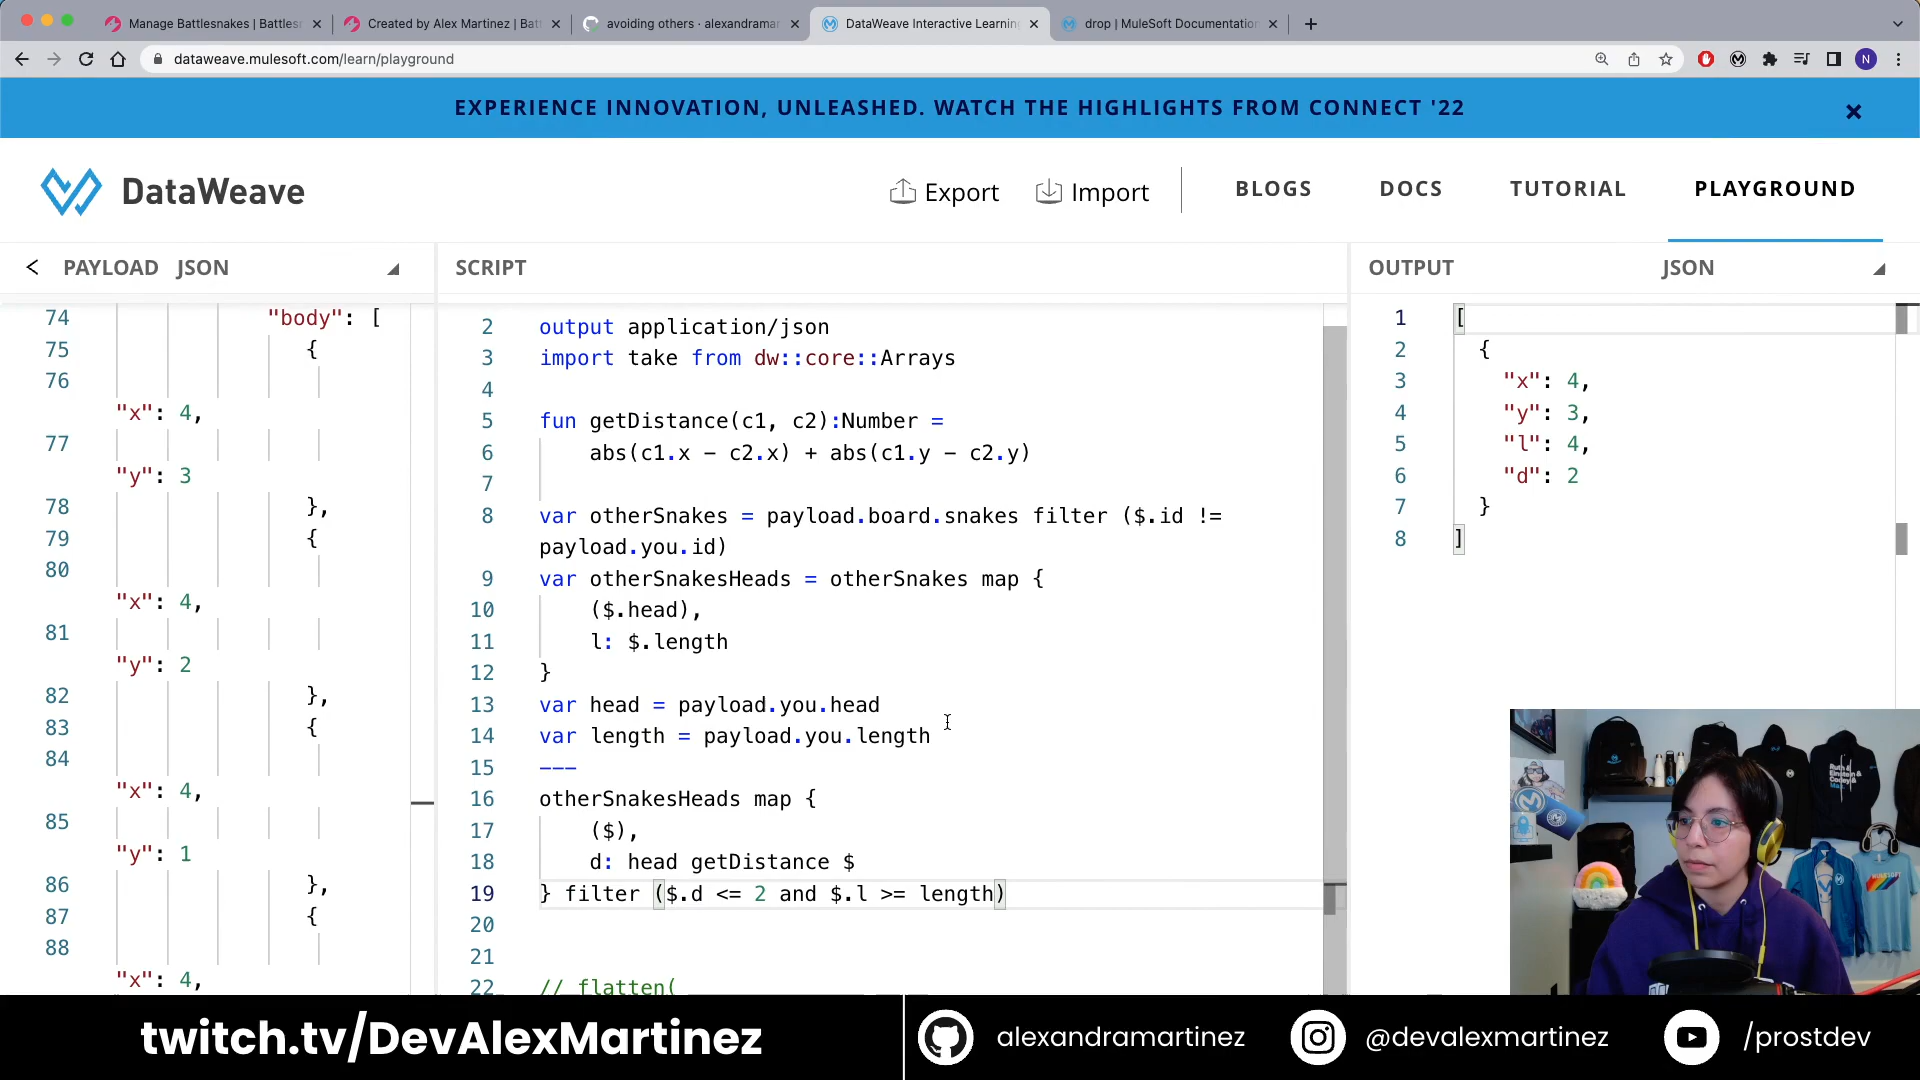 Manage Battlesnakes | Battlesn
Created by Alex Martinez | Batt
avoiding others · alexandramar
DataWeave Interactive Learning
drop | MuleSoft Documentation
dataweave.mulesoft.com/learn/playground
N
EXPERIENCE INNOVATION, UNLEASHED. WATCH THE HIGHLIGHTS FROM CONNECT '22
DataWeave
Export
Import
BLOGS
DOCS
TUTORIAL
PLAYGROUND
PAYLOAD JSON
74 "body": [
75 {
76
"x": 4,
77
"y": 3
78 },
79 {
80
"x": 4,
81
"y": 2
82 },
83 {
84
"x": 4,
85
"y": 1
86 },
87 {
88
"x": 4,
SCRIPT
2 output application/json
3 import take from dw::core::Arrays
4
5 fun getDistance(c1, c2):Number =
6 abs(c1.x - c2.x) + abs(c1.y - c2.y)
7
8 var otherSnakes = payload.board.snakes filter ($.id !=
payload.you.id)
9 var otherSnakesHeads = otherSnakes map {
10 ($.head),
11 l: $.length
12 }
13 var head = payload.you.head
14 var length = payload.you.length
15 ---
16 otherSnakesHeads map {
17 ($),
18 d: head getDistance $
19 } filter ($.d <= 2 and $.l >= length)
20
21
22 // flatten(
OUTPUT JSON
1 [
2 {
3 "x": 4,
4 "y": 3,
5 "l": 4,
6 "d": 2
7 }
8 ]
twitch.tv/DevAlexMartinez
alexandramartinez
@devalexmartinez
/prostdev